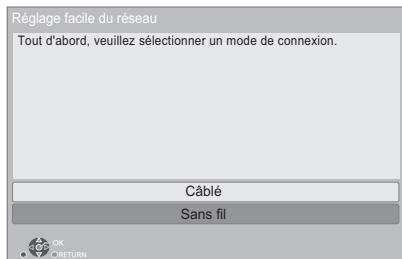 Réglage facile du réseau
Tout d'abord, veuillez sélectionner un mode de connexion.
Câblé
Sans fil
OK
RETURN